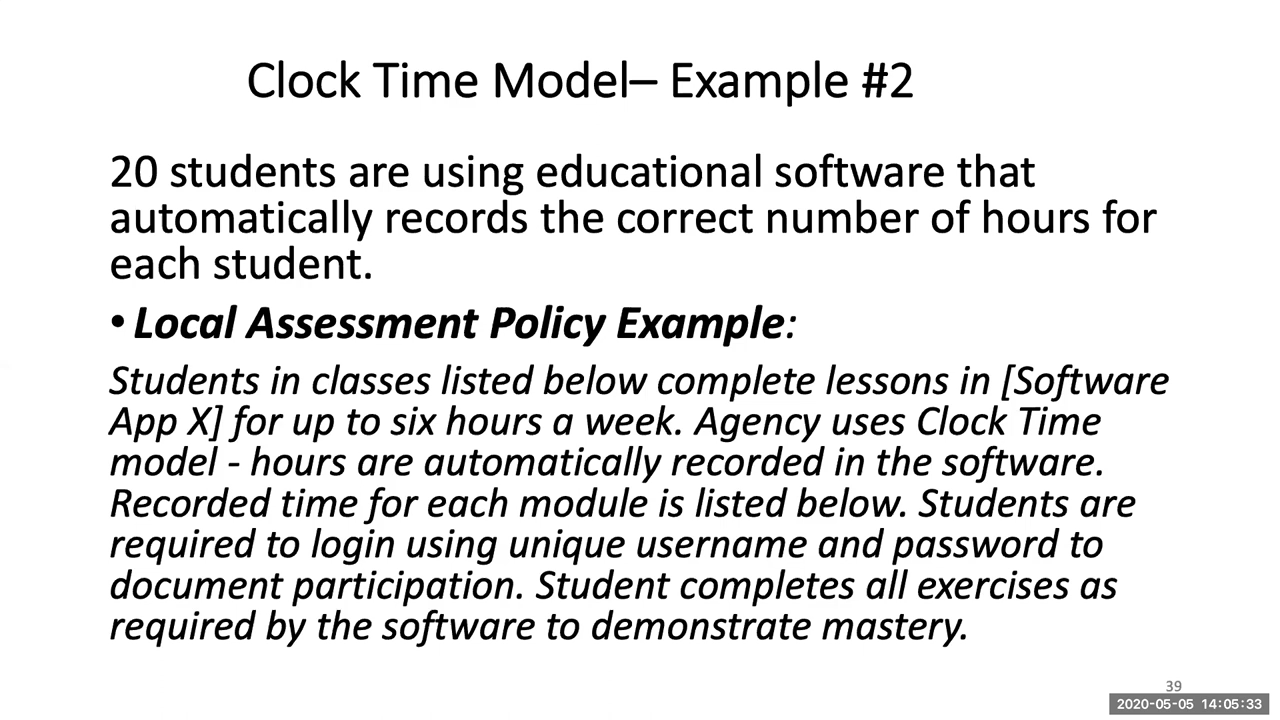 Clock Time Model– Example #2
20 students are using educational software that
automatically records the correct number of hours for
each student.
• Local Assessment Policy Example:
Students in classes listed below complete lessons in [Software
App X] for up to six hours a week. Agency uses Clock Time
model - hours are automatically recorded in the software.
Recorded time for each module is listed below. Students are
required to login using unique username and password to
document participation. Student completes all exercises as
required by the software to demonstrate mastery.
39
2020-05-05 14:05:33